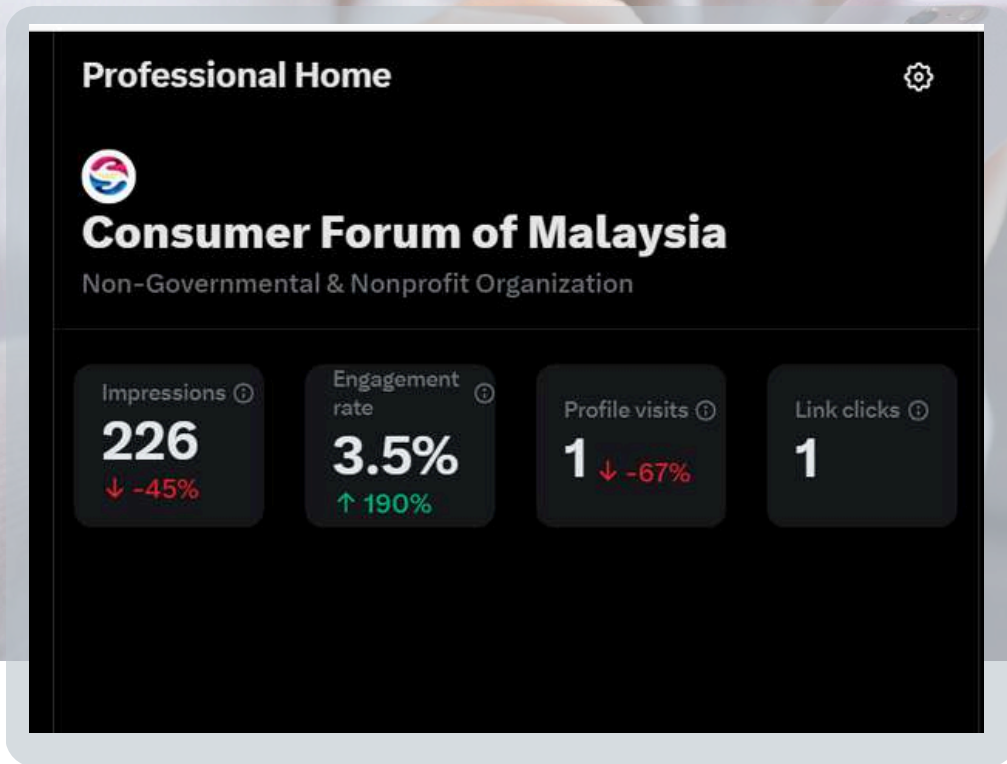 Professional Home
Consumer Forum of Malaysia
Non-Governmental & Nonprofit Organization
Impressions
226
↓ -45%
Engagement
rate
3.5%
↑ 190%
Profile visits
1 ↓ -67%
Link clicks
1